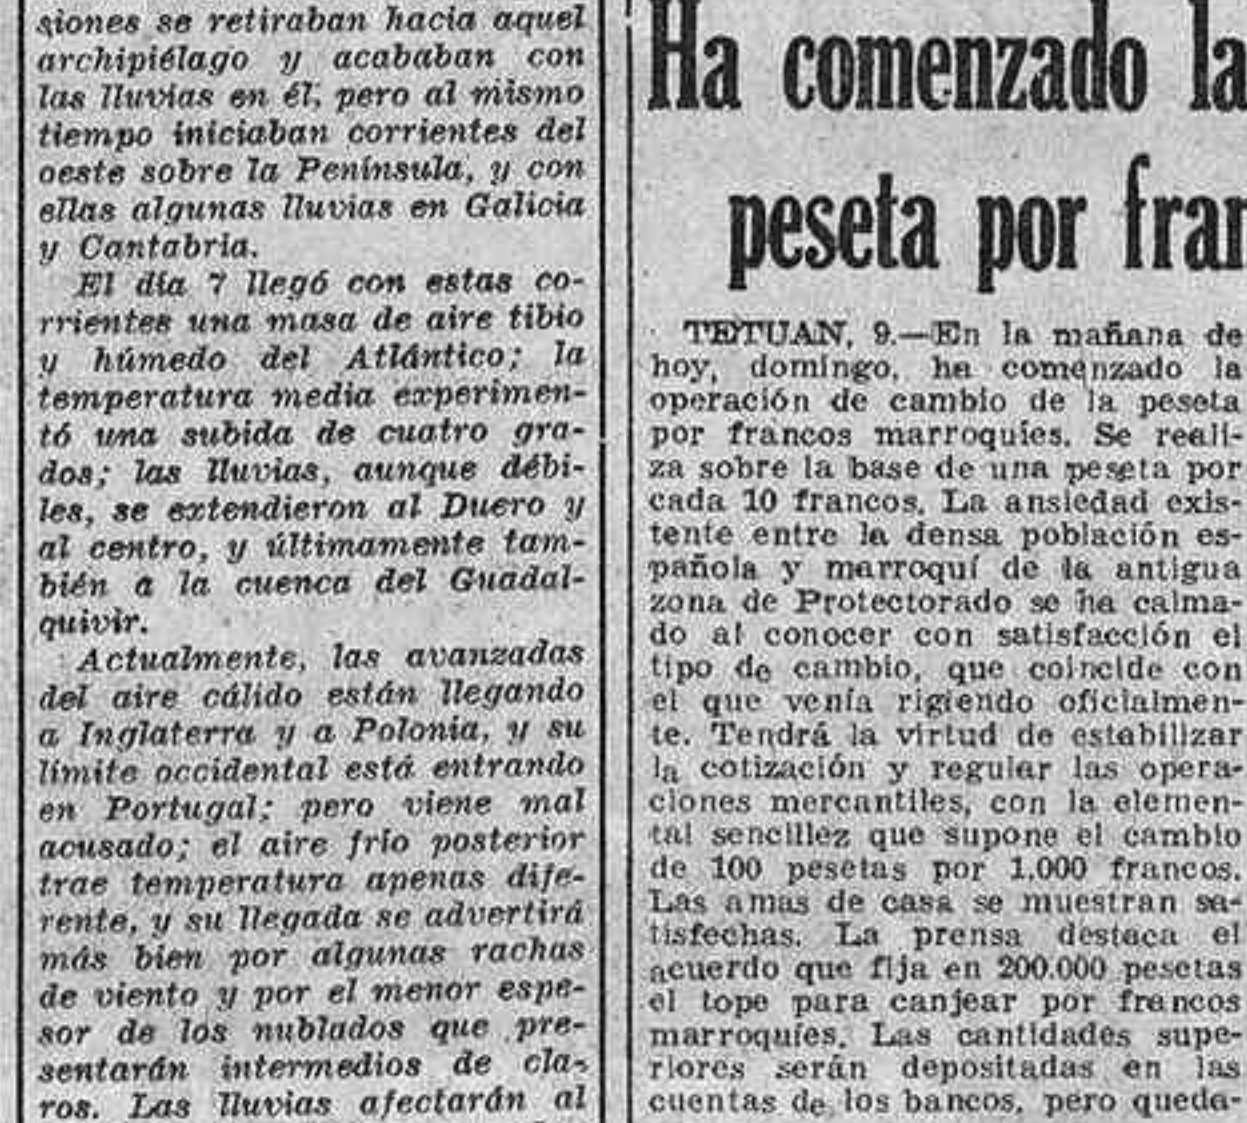 siones se retiraban hacia aquel
archipiélago y acababan con
las lluvias en él, pero al mismo
tiempo iniciaban corrientes del
oeste sobre la Península, y con
ellas algunas lluvias en Galicia
y Cantabria.
El día 7 llegó con estas co-
rrientes una masa de aire tibio
y húmedo del Atlántico; la
temperatura media experimen-
tó una subida de cuatro gra-
dos; las lluvias, aunque débi-
les, se extendieron al Duero y
al centro, y últimamente tam-
bién a la cuenca del Guadal-
quivir.
Actualmente, las avanzadas
del aire cálido están llegando
a Inglaterra y a Polonia, y su
límite occidental está entrando
en Portugal; pero viene mal
acusado; el aire frío posterior
trae temperatura apenas dife-
rente, y su llegada se advertirá
más bien por algunas rachas
de viento y por el menor espe-
sor de los nublados que pre-
sentarán intermedios de cla-
ros. Las lluvias afectarán al
Ha comenzado la
peseta por fran
TETUAN, 9.—En la mañana de
hoy, domingo, ha comenzado la
operación de cambio de la peseta
por francos marroquíes. Se reali-
za sobre la base de una peseta por
cada 10 francos. La ansiedad exis-
tente entre la densa población es-
pañola y marroquí de la antigua
zona de Protectorado se ha calma-
do al conocer con satisfacción el
tipo de cambio, que coincide con
el que venía rigiendo oficialmen-
te. Tendrá la virtud de estabilizar
la cotización y regular las opera-
ciones mercantiles, con la elemen-
tal sencillez que supone el cambio
de 100 pesetas por 1.000 francos.
Las amas de casa se muestran sa-
tisfechas. La prensa destaca el
acuerdo que fija en 200.000 pesetas
el tope para canjear por francos
marroquíes. Las cantidades supe-
riores serán depositadas en las
cuentas de los bancos, pero queda-